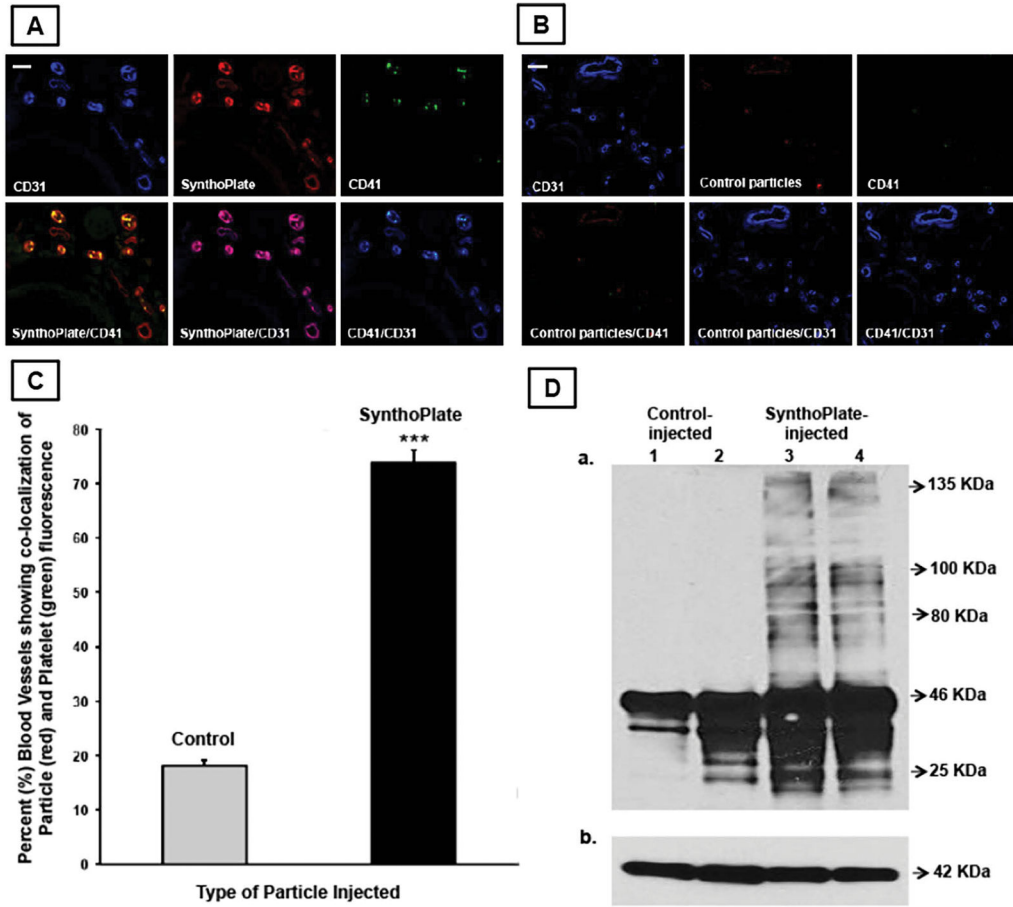 A
CD31
SynthoPlate
CD41
SynthoPlate/CD41
SynthoPlate/CD31
CD41/CD31
B
CD31
Control particles
CD41
Control particles/CD41
Control particles/CD31
CD41/CD31
C
Percent (%) Blood Vessels showing co-localization of
Particle (red) and Platelet (green) fluorescence
80
70
60
50
40
30
20
10
0
Control
SynthoPlate
***
Type of Particle Injected
D
Control-
injected
SynthoPlate-
injected
1 2 3 4
a.
135 KDa
100 KDa
80 KDa
46 KDa
25 KDa
b.
42 KDa